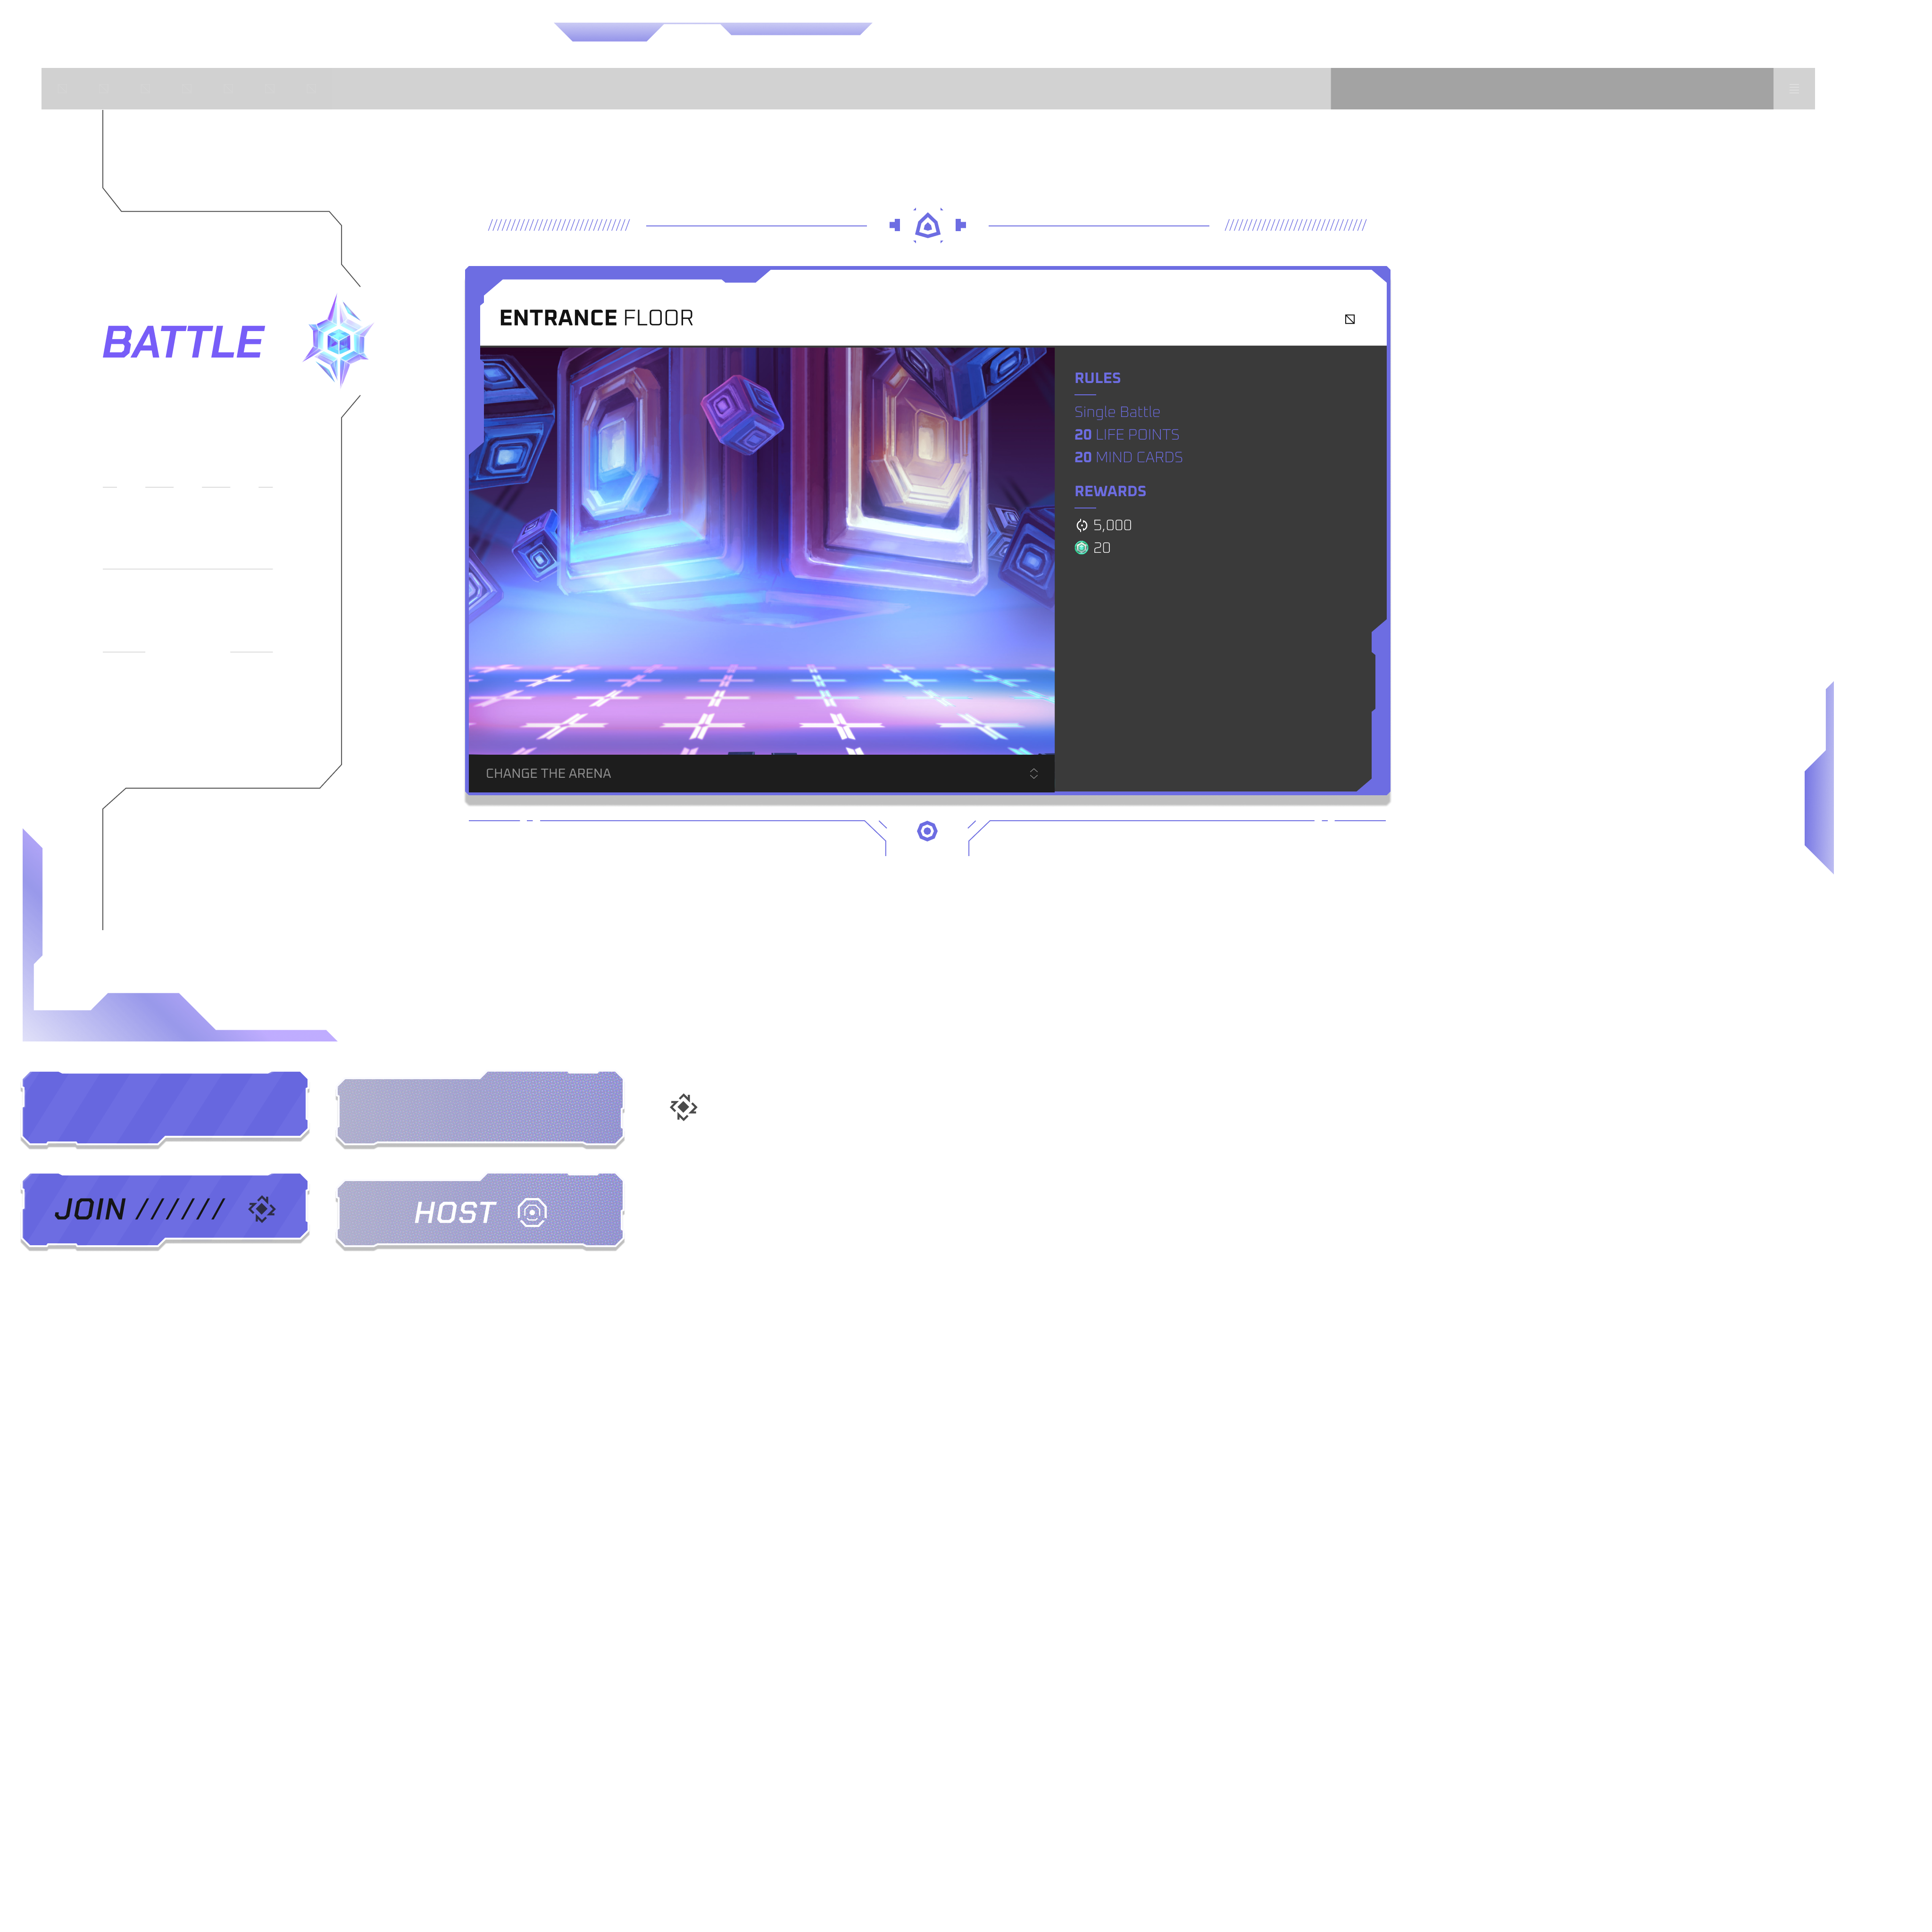 BATTLE
ENTRANCE FLOOR
RULES
Single Battle
20 LIFE POINTS
20 MIND CARDS
REWARDS
5,000
20
CHANGE THE ARENA
JOIN //////
HOST